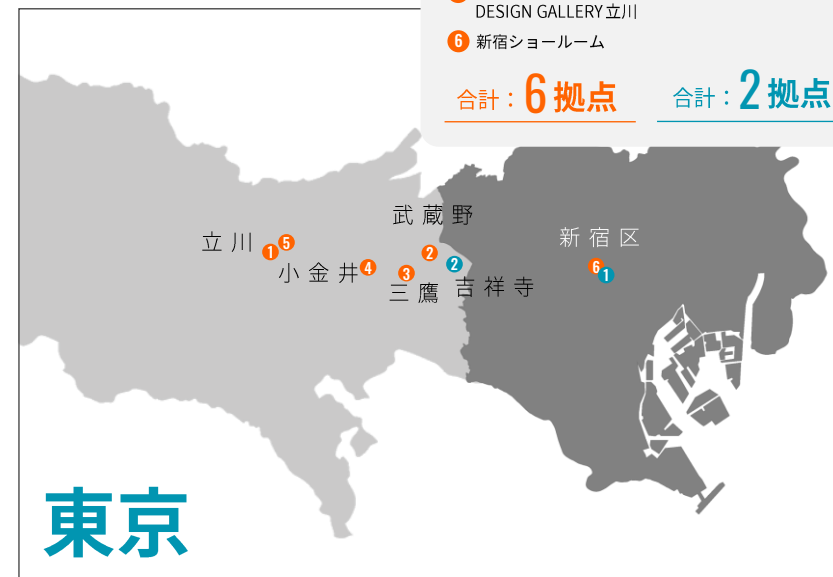 DESIGN GALLERY立川
6 新宿ショールーム
合計：6拠点
合計：2拠点
武蔵野
新宿区
立川
5
1
2
2
小金井
4
3
6
1
三鷹
吉祥寺
東京